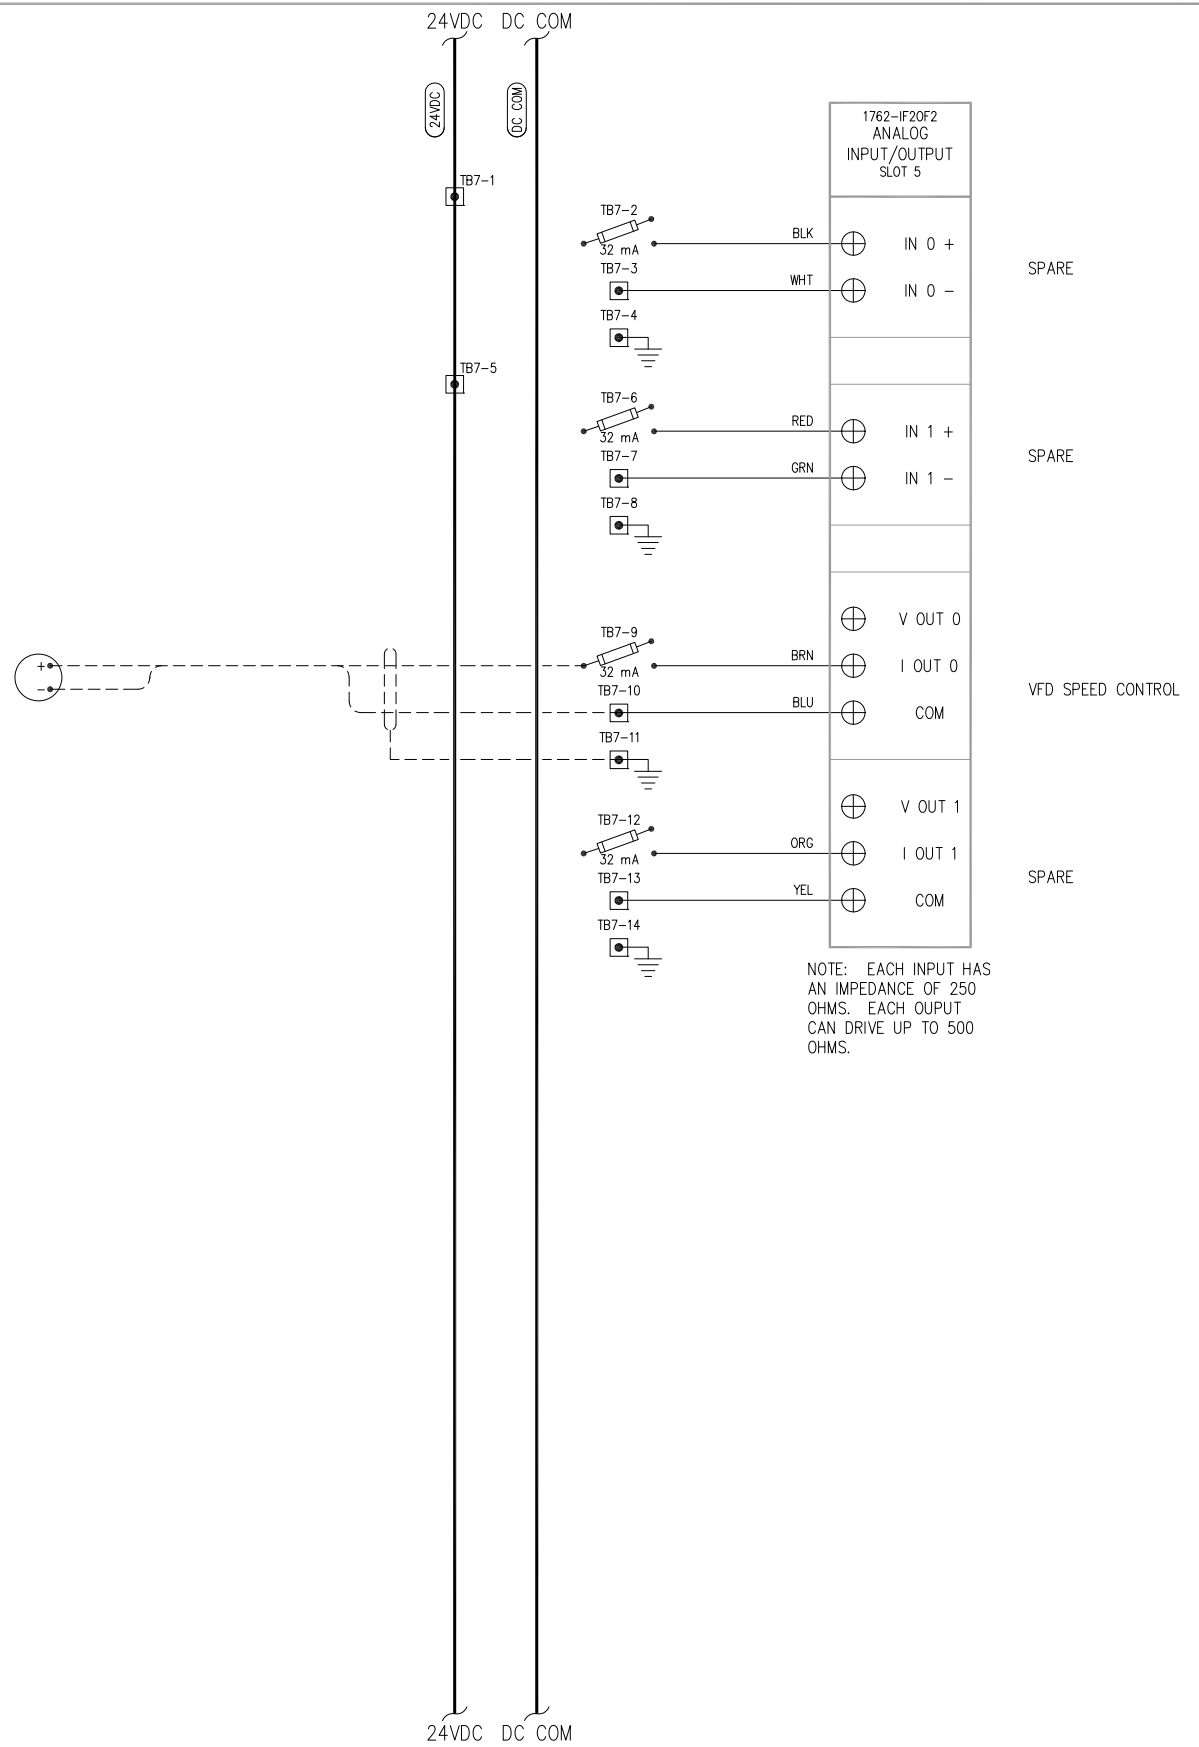 24VDC DC COM
24VDC
DC COM
1762-IF20F2
ANALOG
INPUT/OUTPUT
SLOT 5
TB7-1
TB7-2
32 mA
BLK
IN 0 +
TB7-3
WHT
IN 0 -
SPARE
TB7-4
TB7-5
TB7-6
32 mA
RED
IN 1 +
TB7-7
GRN
IN 1 -
SPARE
TB7-8
V OUT 0
TB7-9
32 mA
BRN
I OUT 0
+
-
TB7-10
BLU
COM
VFD SPEED CONTROL
TB7-11
V OUT 1
TB7-12
32 mA
ORG
I OUT 1
TB7-13
YEL
COM
SPARE
TB7-14
NOTE: EACH INPUT HAS
AN IMPEDANCE OF 250
OHMS. EACH OUPUT
CAN DRIVE UP TO 500
OHMS.
24VDC DC COM